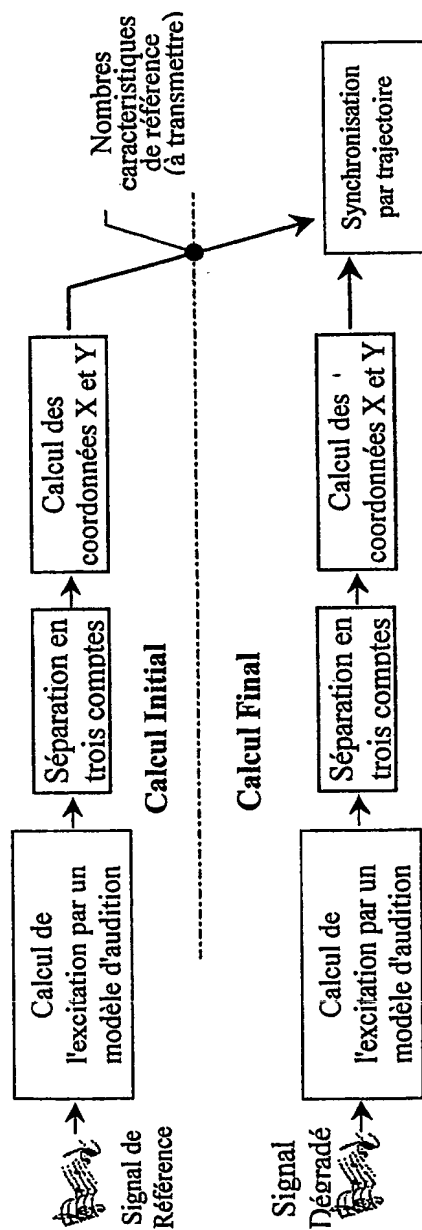 Signal de
Référence
Calcul de
l'excitation par un
modèle d'audition
Séparation en
trois comptes
Calcul des
coordonnées X et Y
Nombres
caractéristiques
de référence
(à transmettre)
Calcul Initial
Calcul Final
Signal
Dégradé
Calcul de
l'excitation par un
modèle d'audition
Séparation en
trois comptes
Calcul des
coordonnées X et Y
Synchronisation
par trajectoire